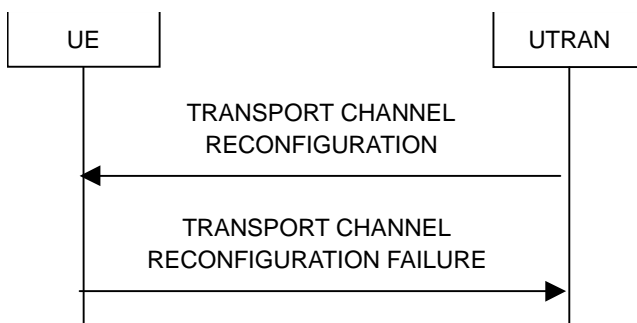 UE
UTRAN
TRANSPORT CHANNEL
RECONFIGURATION
TRANSPORT CHANNEL
RECONFIGURATION FAILURE